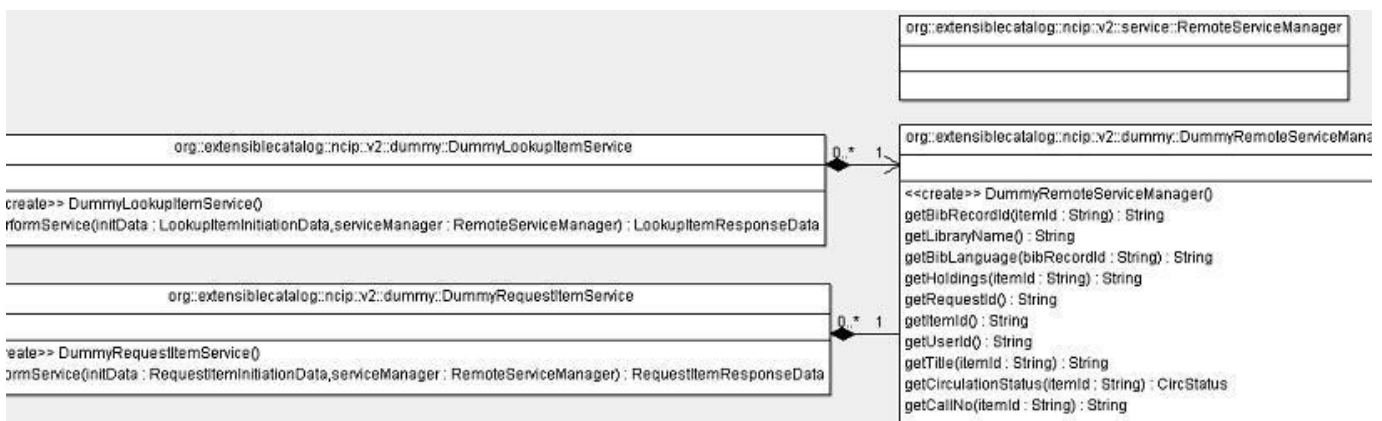 org::extensiblecatalog::ncip::v2::service::RemoteServiceManager
org::extensiblecatalog::ncip::v2::dummy::DummyLookupItemService
create>> DummyLookupItemService()
rformService(initData : LookupItemInitiationData,serviceManager : RemoteServiceManager) : LookupItemResponseData
0..* 1
org::extensiblecatalog::ncip::v2::dummy::DummyRequestItemService
eate>> DummyRequestItemService()
ormService(initData : RequestItemInitiationData,serviceManager : RemoteServiceManager) : RequestItemResponseData
0..* 1
org::extensiblecatalog::ncip::v2::dummy::DummyRemoteServiceMana
<<create>> DummyRemoteServiceManager()
getBibRecordId(itemId : String) : String
getLibraryName() : String
getBibLanguage(bibRecordId : String) : String
getHoldings(itemId : String) : String
getRequestId() : String
getItemId() : String
getUserId() : String
getTitle(itemId : String) : String
getCirculationStatus(itemId : String) : CircStatus
getCallNo(itemId : String) : String